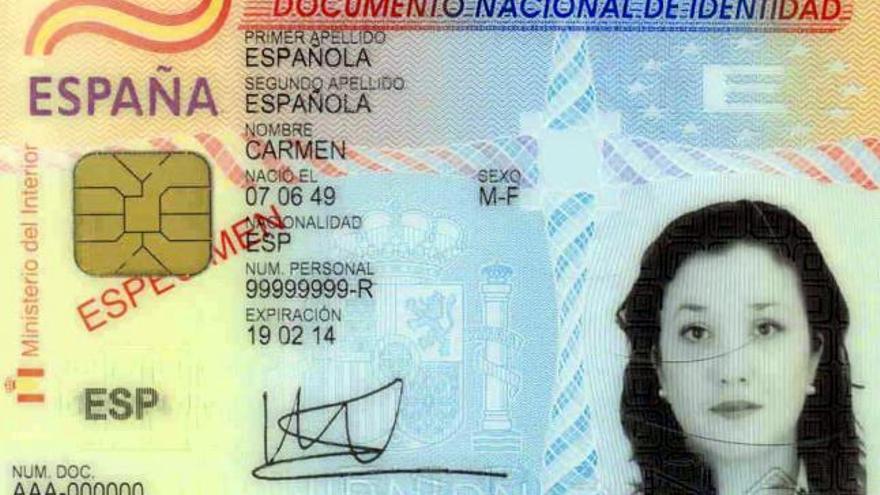 DOCUMENTO NACIONAL DE IDENTIDAD
ESPAÑA
PRIMER APELLIDO
ESPAÑOLA
SEGUNDO APELLIDO
ESPAÑOLA
NOMBRE
CARMEN
NACIÓ EL
SEXO
07 06 49
M-F
NACIONALIDAD
ESP
NUM. PERSONAL
99999999-R
EXPIRACIÓN
19 02 14
Ministerio del Interior
ESPECIMEN
ESP
NUM. DOC.
AAA-000000